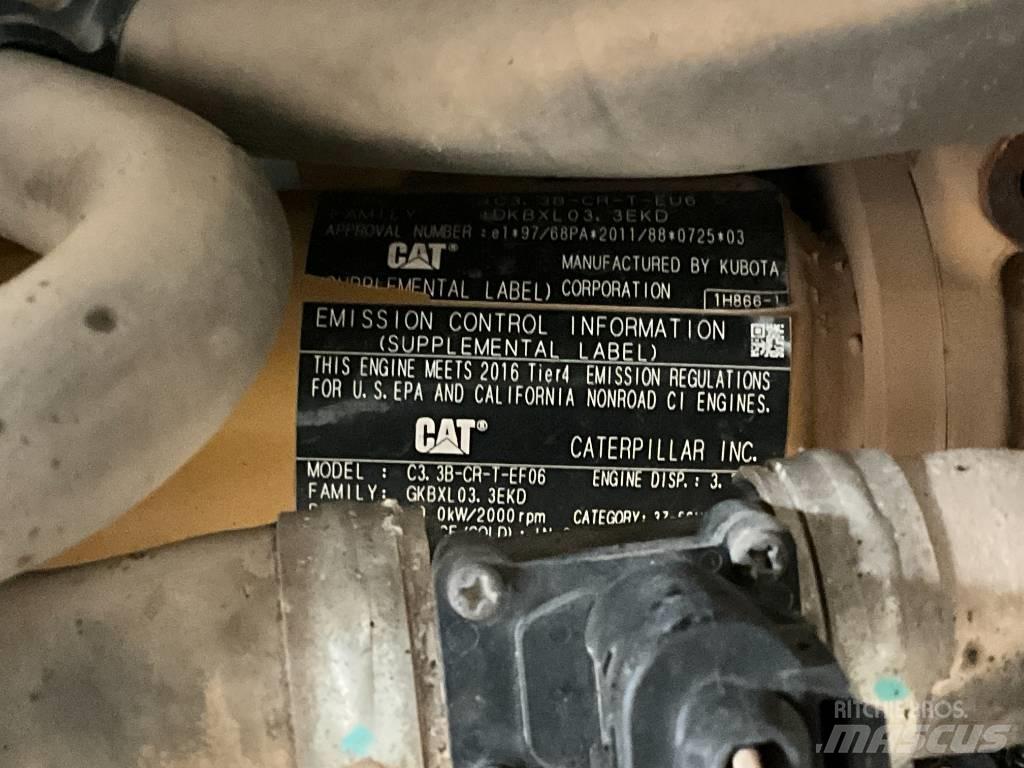 C3.3B-CR-T-EU6
FAMILY DKBXL03.3EKD
APPROVAL NUMBER :e1*97/68PA*2011/88*0725*03
CAT® MANUFACTURED BY KUBOTA
CORPORATION
(SUPPLEMENTAL LABEL)
1H866-1
EMISSION CONTROL INFORMATION
(SUPPLEMENTAL LABEL)
THIS ENGINE MEETS 2016 Tier4 EMISSION REGULATIONS
FOR U.S.EPA AND CALIFORNIA NONROAD CI ENGINES.
CAT® CATERPILLAR INC.
MODEL : C3.3B-CR-T-EF06 ENGINE DISP.: 3.
FAMILY: GKBXL03.3EKD
0kW/2000rpm CATEGORY:
RITCHIE BROS.
MASCUS